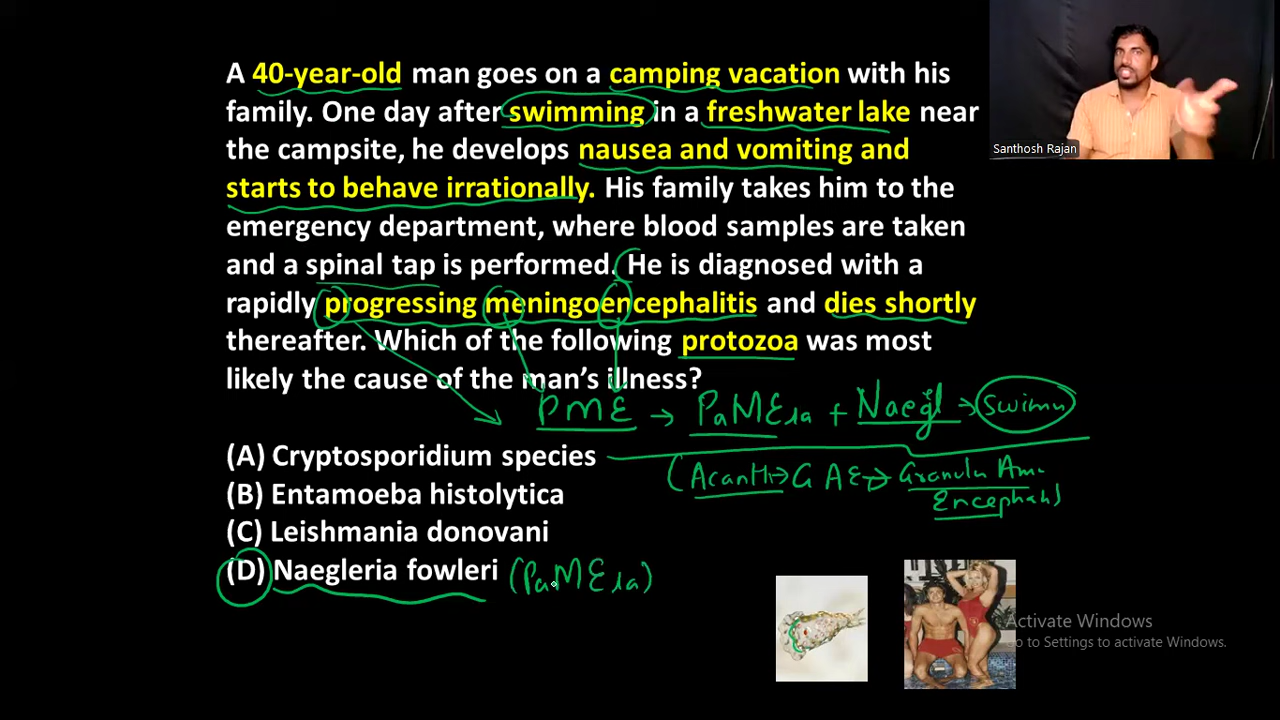 A 40-year-old man goes on a camping vacation with his
family. One day after swimming in a freshwater lake near
the campsite, he develops nausea and vomiting and
starts to behave irrationally. His family takes him to the
emergency department, where blood samples are taken
and a spinal tap is performed. He is diagnosed with a
rapidly progressing meningoencephalitis and dies shortly
thereafter. Which of the following protozoa was most
likely the cause of the man's illness?
PME → PaMEla + Naegl → Swimm
(A) Cryptosporidium species
(Acanth → GAE → Granulo Am.
Encephal)
(B) Entamoeba histolytica
(C) Leishmania donovani
(D) Naegleria fowleri (PaMEla)
Santhosh Rajan
Activate Windows
Go to Settings to activate Windows.